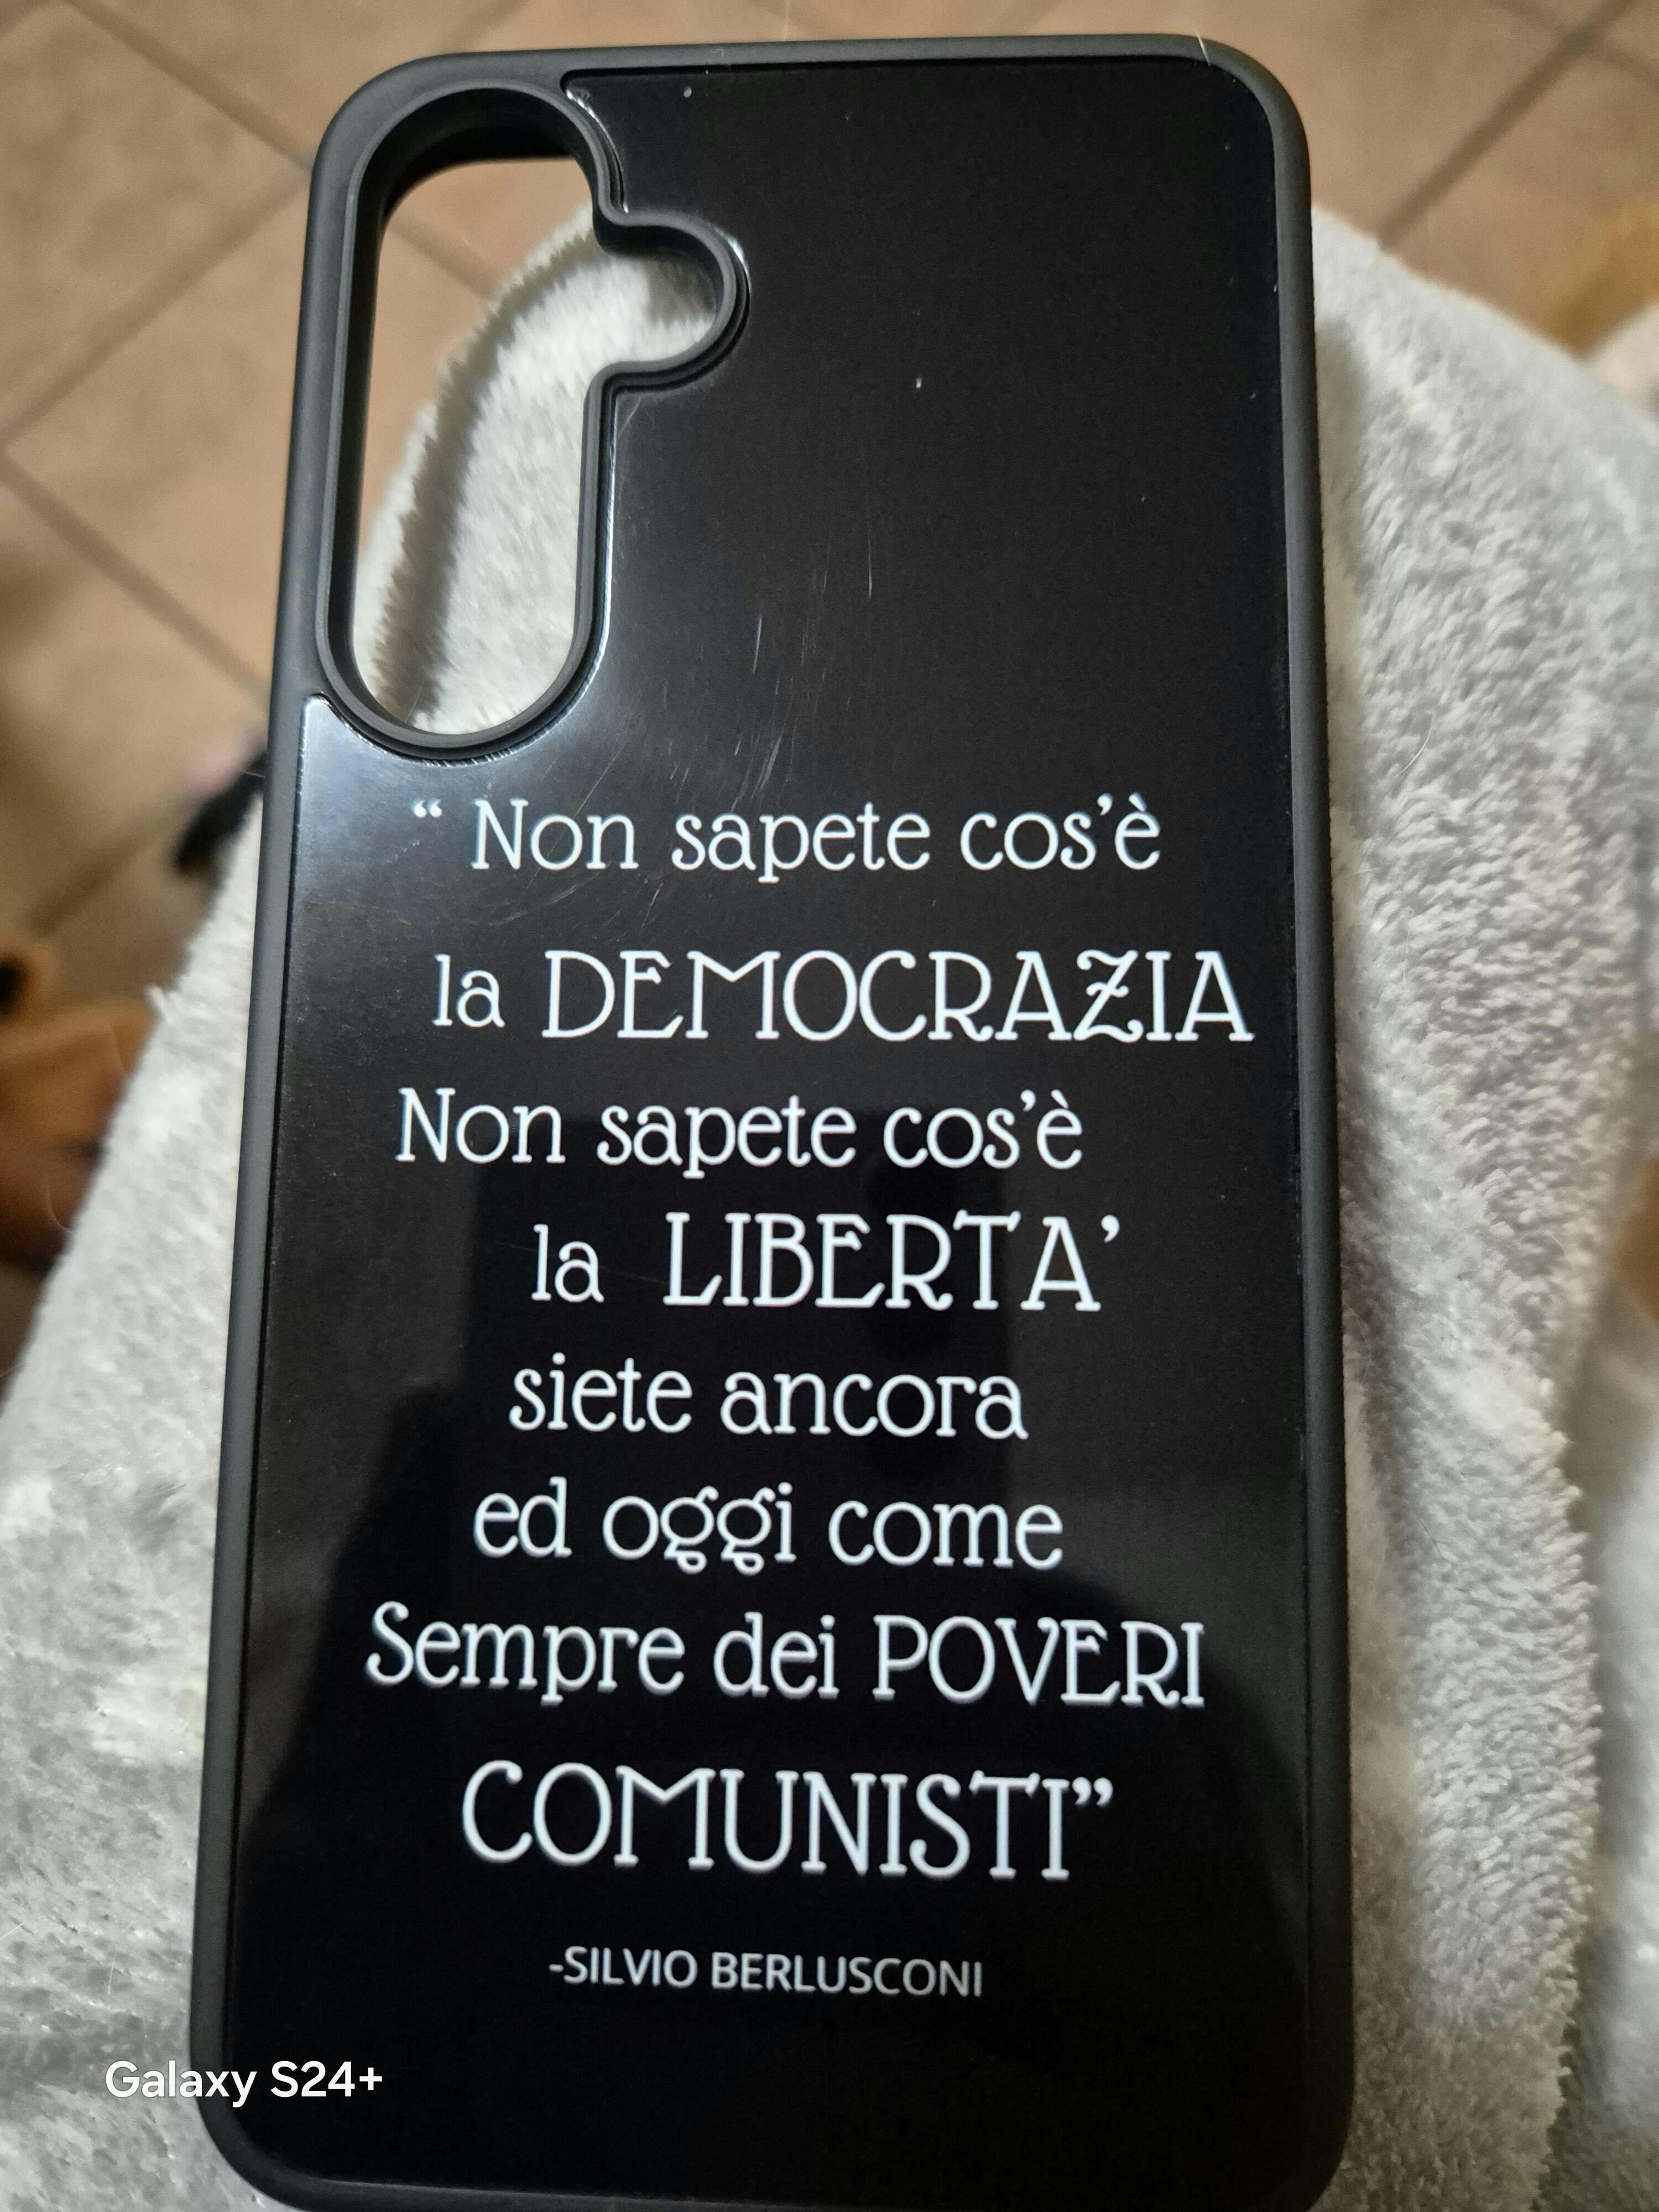 “ Non sapete cos’è
la DEMOCRAZIA
Non sapete cos’è
la LIBERTA’
siete ancora
ed oggi come
Sempre dei POVERI
COMUNISTI”
-SILVIO BERLUSCONI
Galaxy S24+